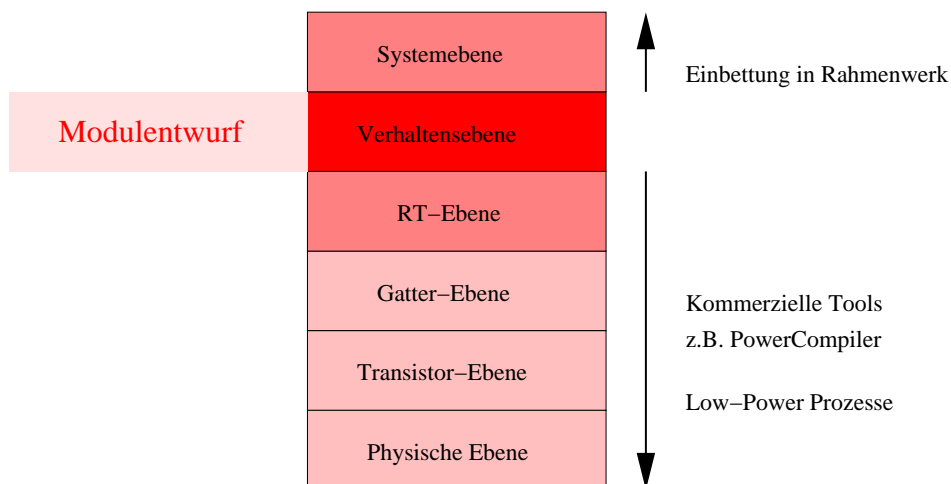 Systemebene
Einbettung in Rahmenwerk
Modulentwurf
Verhaltensebene
RT−Ebene
Gatter−Ebene
Kommerzielle Tools
z.B. PowerCompiler
Transistor−Ebene
Low−Power Prozesse
Physische Ebene